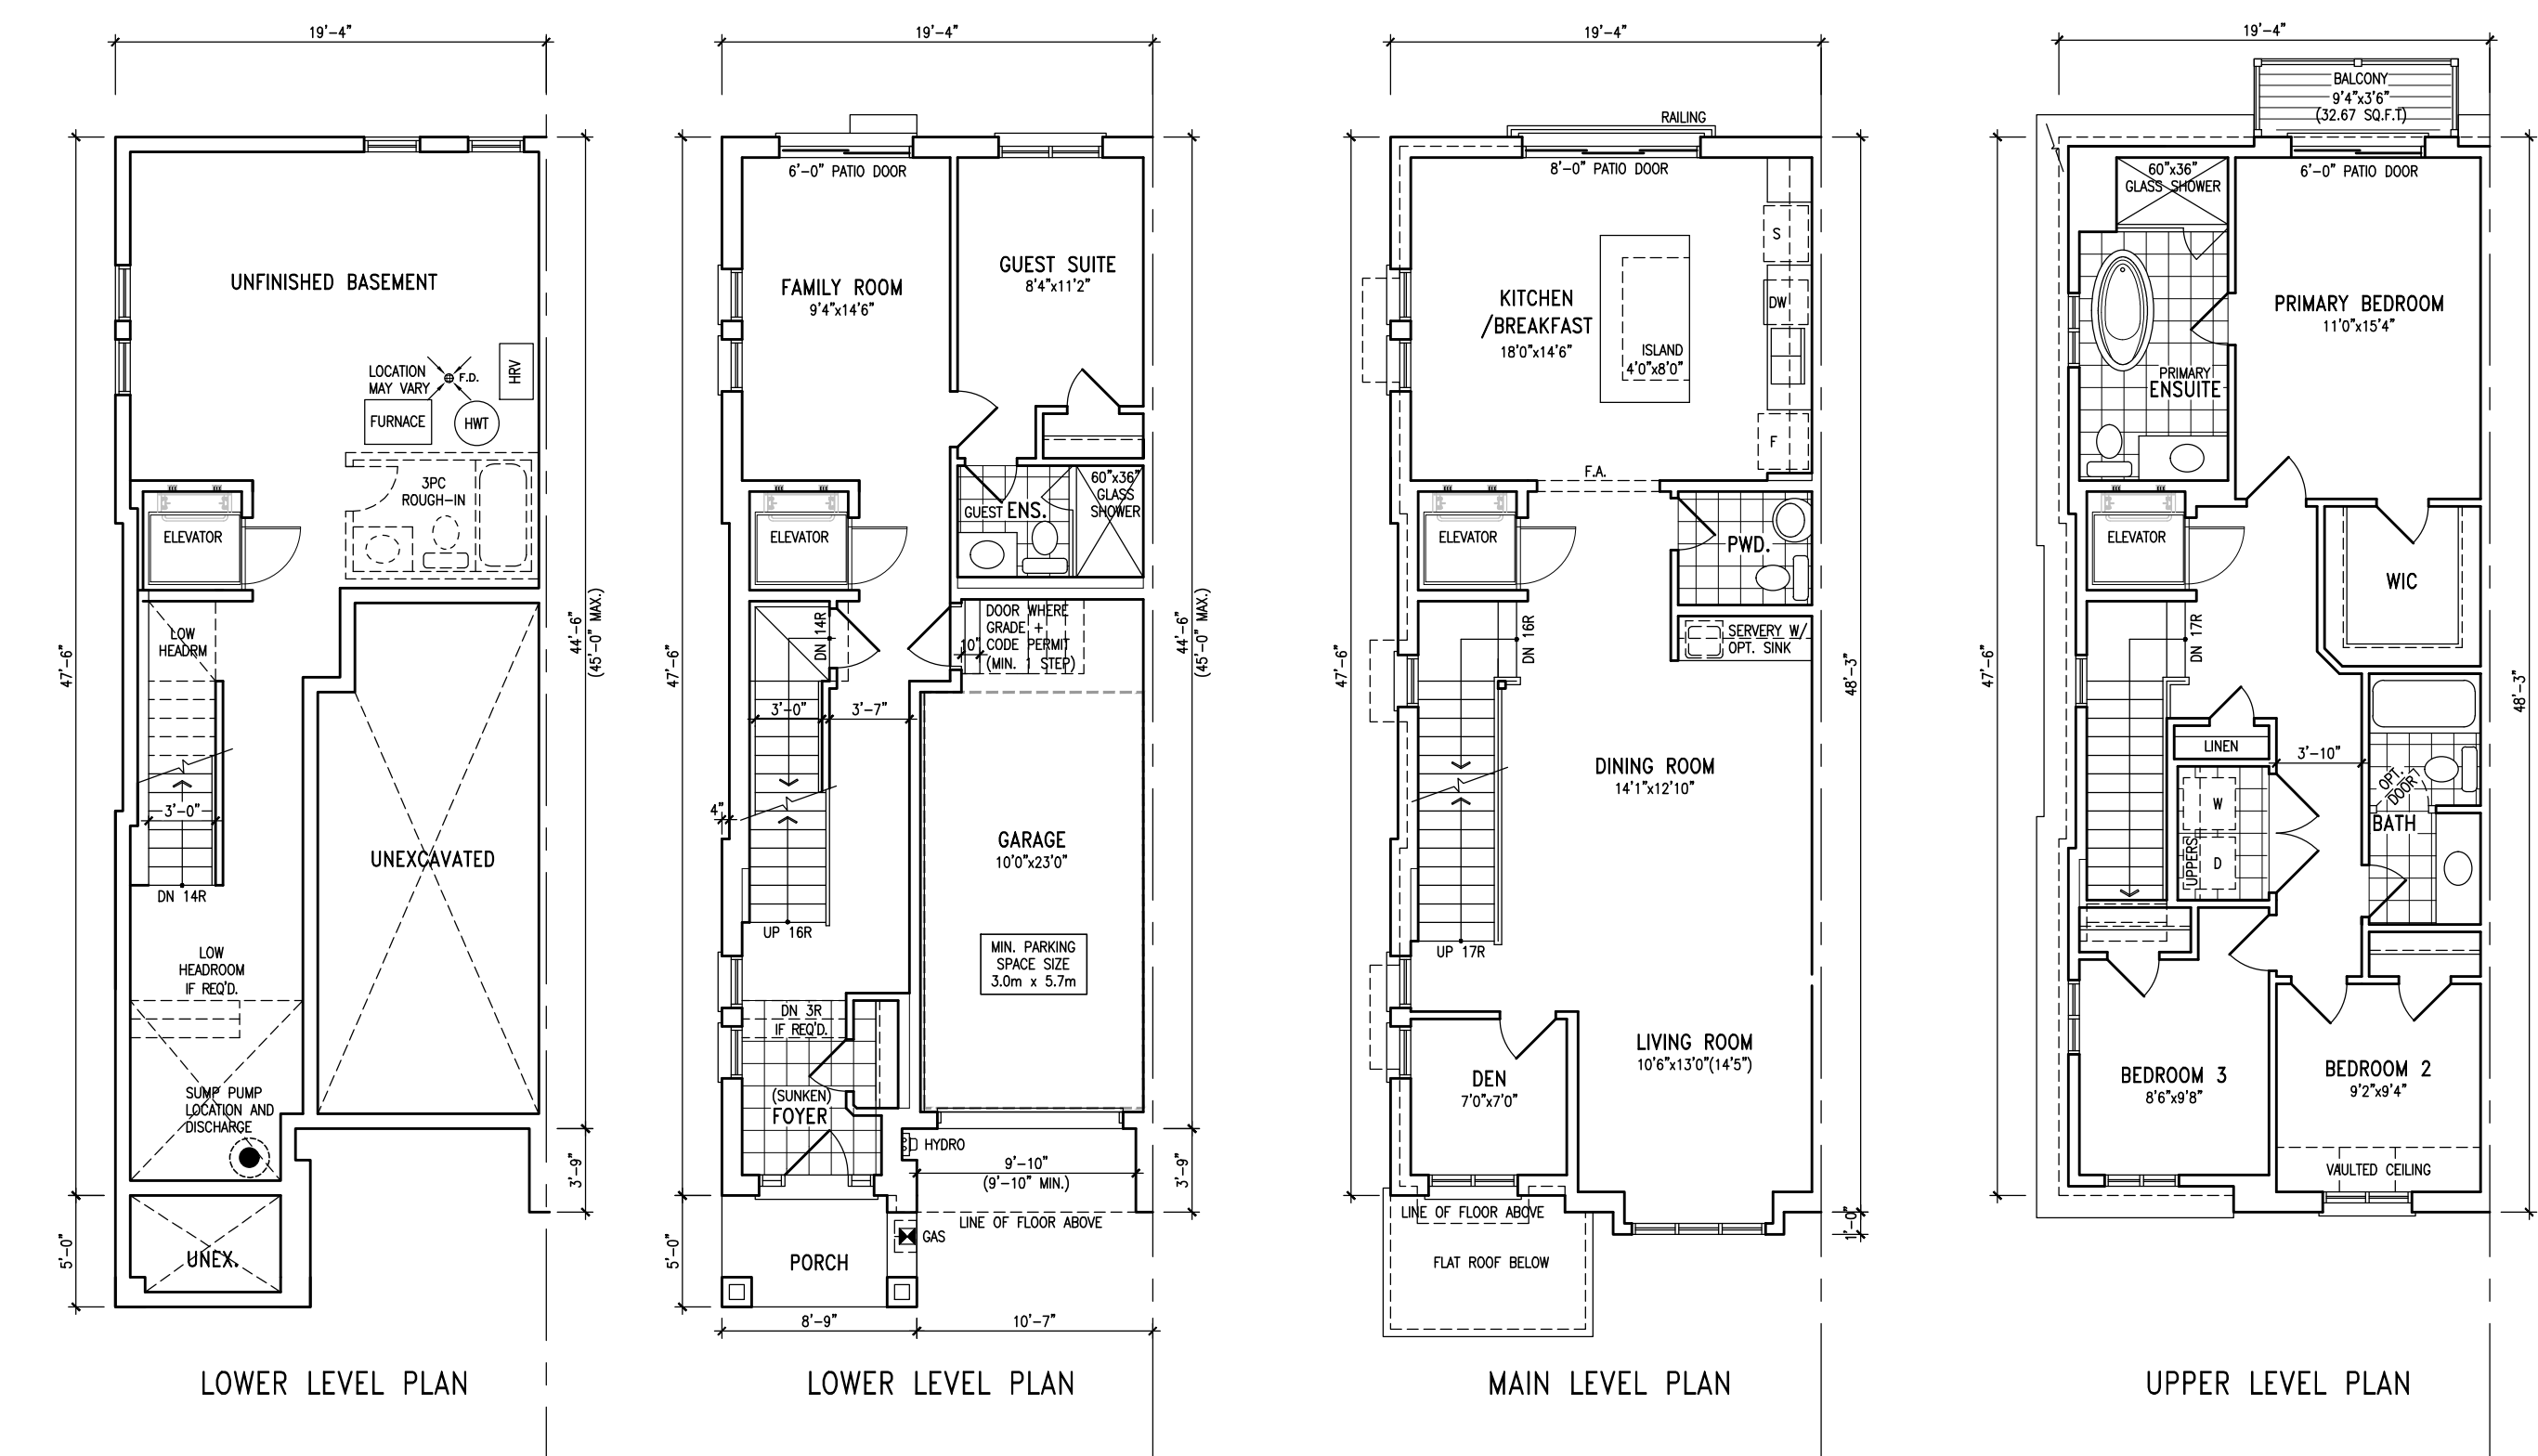 19'-4"
47'-6"
5'-0"
44'-6"
(45'-0" MAX.)
3'-9"
UNFINISHED BASEMENT
LOCATION
MAY VARY
F.D.
HRV
FURNACE
HWT
3PC
ROUGH-IN
ELEVATOR
LOW
HEADRM
3'-0"
DN 14R
UNEXCAVATED
LOW
HEADROOM
IF REQ'D.
SUMP PUMP
LOCATION AND
DISCHARGE
UNEX.
LOWER LEVEL PLAN
19'-4"
47'-6"
5'-0"
44'-6"
(45'-0" MAX.)
3'-9"
6'-0" PATIO DOOR
FAMILY ROOM
9'4"x14'6"
GUEST SUITE
8'4"x11'2"
60"x36"
GLASS
SHOWER
GUEST ENS.
ELEVATOR
DN 14R
DOOR WHERE
GRADE +
CODE PERMIT
(MIN. 1 STEP)
10"
3'-0"
3'-7"
4"
GARAGE
10'0"x23'0"
UP 16R
MIN. PARKING
SPACE SIZE
3.0m x 5.7m
DN 3R
IF REQ'D.
(SUNKEN)
FOYER
HYDRO
9'-10"
(9'-10" MIN.)
LINE OF FLOOR ABOVE
GAS
PORCH
8'-9"
10'-7"
LOWER LEVEL PLAN
19'-4"
47'-6"
48'-3"
1'-0"
RAILING
8'-0" PATIO DOOR
S
KITCHEN
/BREAKFAST
18'0"x14'6"
DW
ISLAND
4'0"x8'0"
F
F.A.
ELEVATOR
PWD.
DN 16R
SERVERY W/
OPT. SINK
DINING ROOM
14'1"x12'10"
UP 17R
LIVING ROOM
10'6"x13'0"(14'5")
DEN
7'0"x7'0"
LINE OF FLOOR ABOVE
FLAT ROOF BELOW
MAIN LEVEL PLAN
19'-4"
47'-6"
48'-3"
BALCONY
9'4"x3'6"
(32.67 SQ.F.T)
60"x36"
GLASS SHOWER
6'-0" PATIO DOOR
PRIMARY BEDROOM
11'0"x15'4"
PRIMARY
ENSUITE
ELEVATOR
WIC
DN 17R
LINEN
3'-10"
OPT.
DOOR
W
UPPERS
D
BATH
BEDROOM 3
8'6"x9'8"
BEDROOM 2
9'2"x9'4"
VAULTED CEILING
UPPER LEVEL PLAN